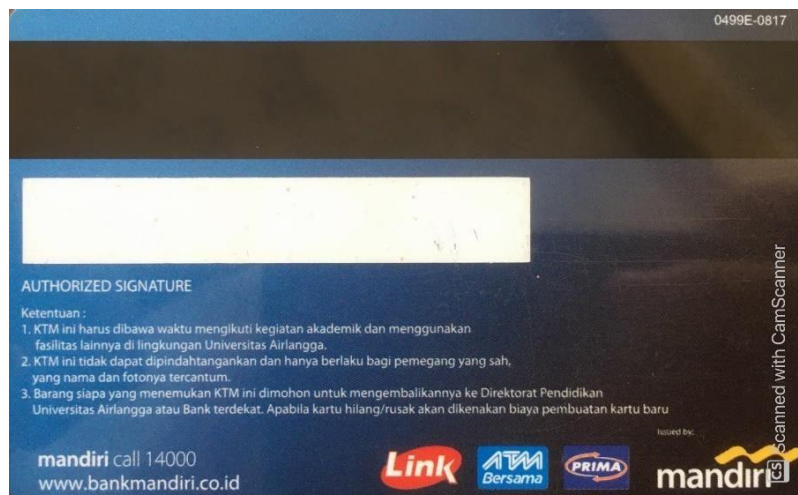 0499E-0817
AUTHORIZED SIGNATURE
Ketentuan :
1. KTM ini harus dibawa waktu mengikuti kegiatan akademik dan menggunakan
fasilitas lainnya di lingkungan Universitas Airlangga.
2. KTM ini tidak dapat dipindahtangankan dan hanya berlaku bagi pemegang yang sah,
yang nama dan fotonya tercantum.
3. Barang siapa yang menemukan KTM ini dimohon untuk mengembalikannya ke Direktorat Pendidikan
Universitas Airlangga atau Bank terdekat. Apabila kartu hilang/rusak akan dikenakan biaya pembuatan kartu baru
Issued by:
mandiri call 14000
www.bankmandiri.co.id
Link
ATM
Bersama
PRIMA
mandiri
CS Scanned with CamScanner